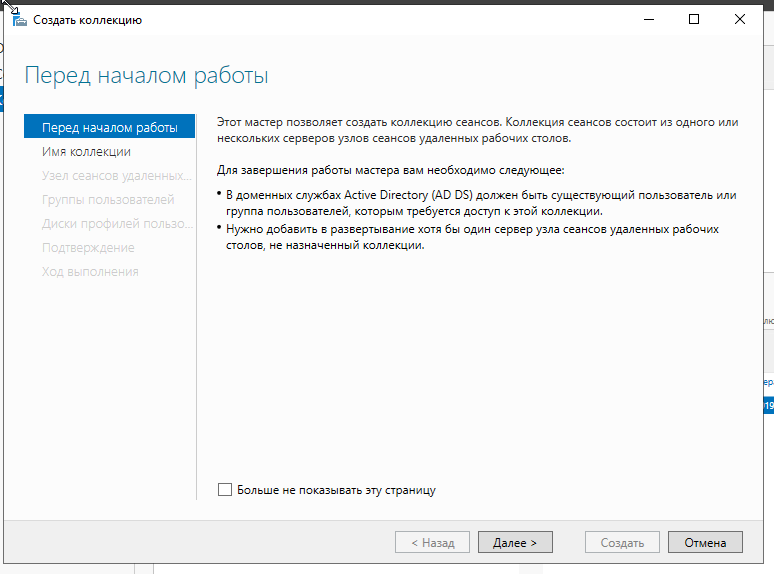 Создать коллекцию
Перед началом работы
Перед началом работы
Имя коллекции
Узел сеансов удаленных...
Группы пользователей
Диски профилей пользо...
Подтверждение
Ход выполнения
Этот мастер позволяет создать коллекцию сеансов. Коллекция сеансов состоит из одного или
нескольких серверов узлов сеансов удаленных рабочих столов.
Для завершения работы мастера вам необходимо следующее:
• В доменных службах Active Directory (AD DS) должен быть существующий пользователь или
группа пользователей, которым требуется доступ к этой коллекции.
• Нужно добавить в развертывание хотя бы один сервер узла сеансов удаленных рабочих
столов, не назначенный коллекции.
Больше не показывать эту страницу
< Назад
Далее >
Создать
Отмена